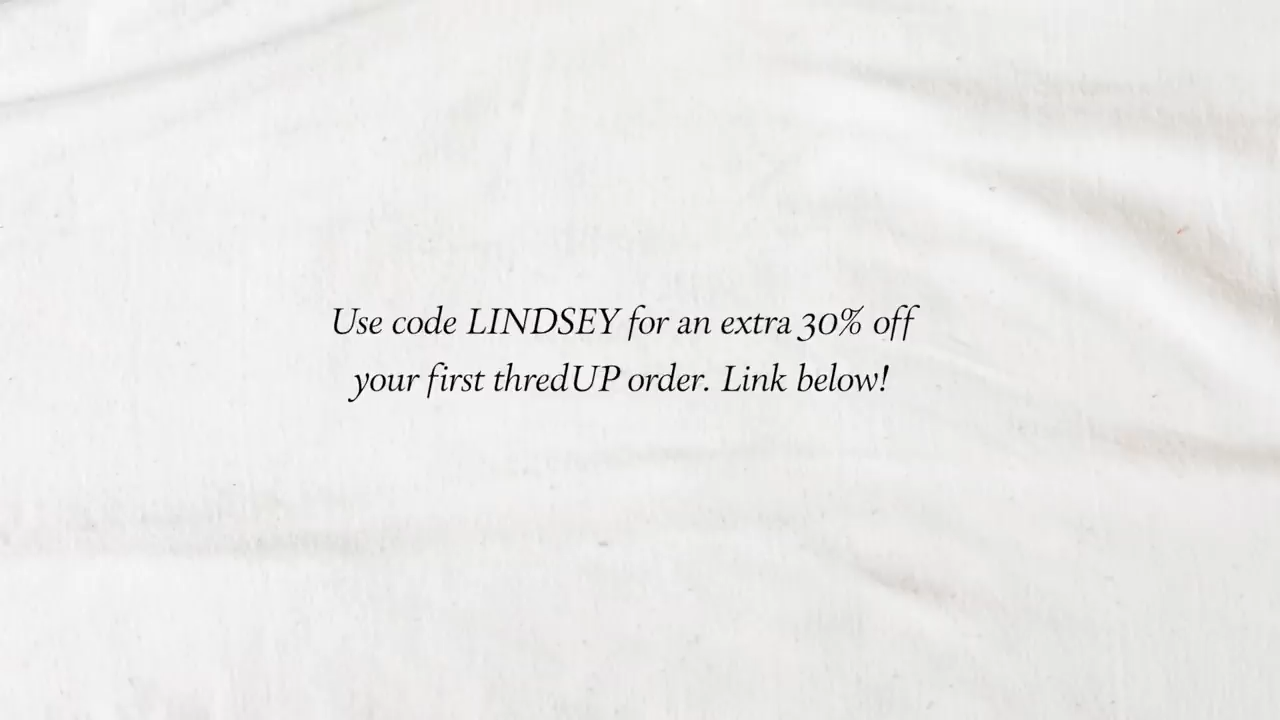 Use code LINDSEY for an extra 30% off
your first thredUP order. Link below!